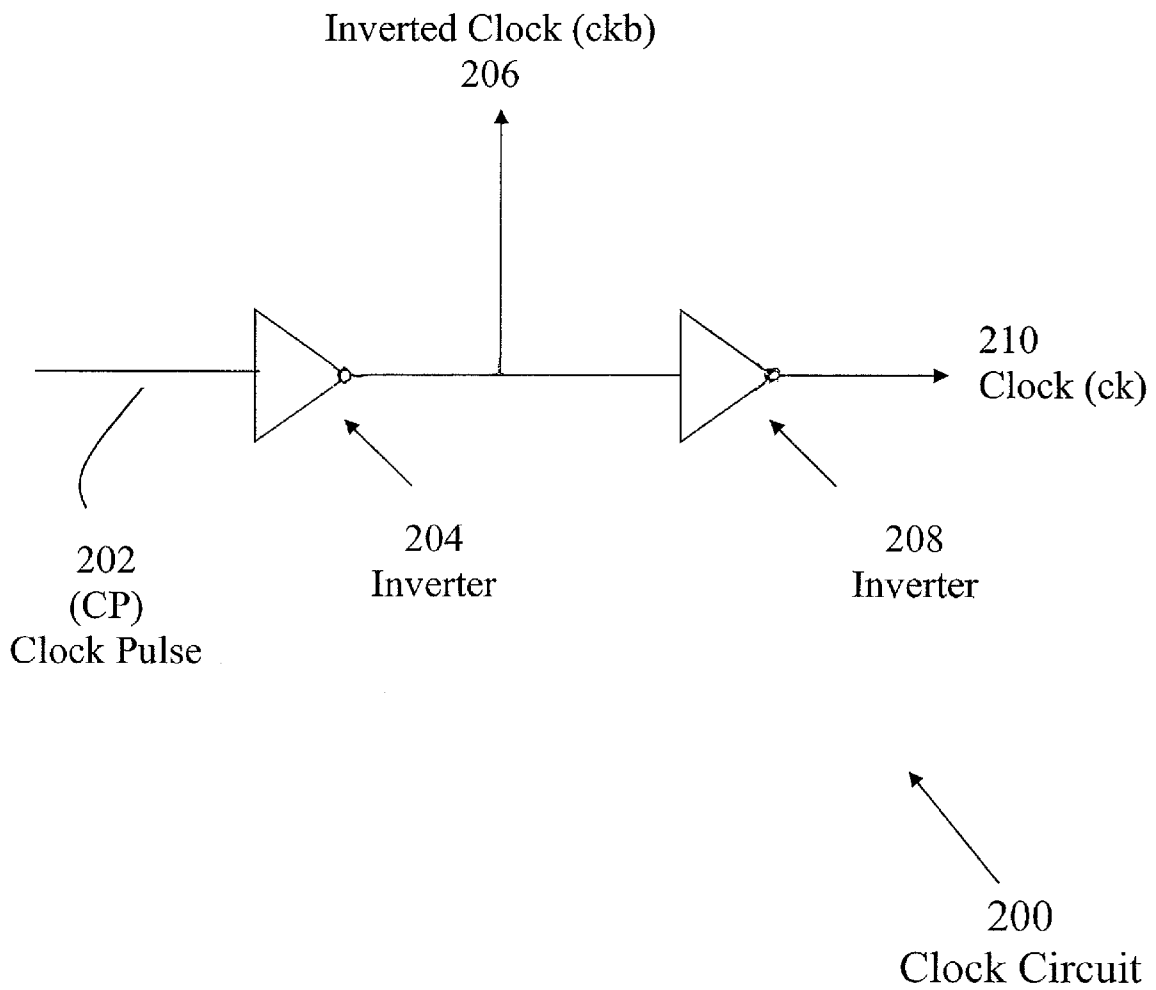 Inverted Clock (ckb)
206
210
Clock (ck)
204
Inverter
208
Inverter
202
(CP)
Clock Pulse
200
Clock Circuit